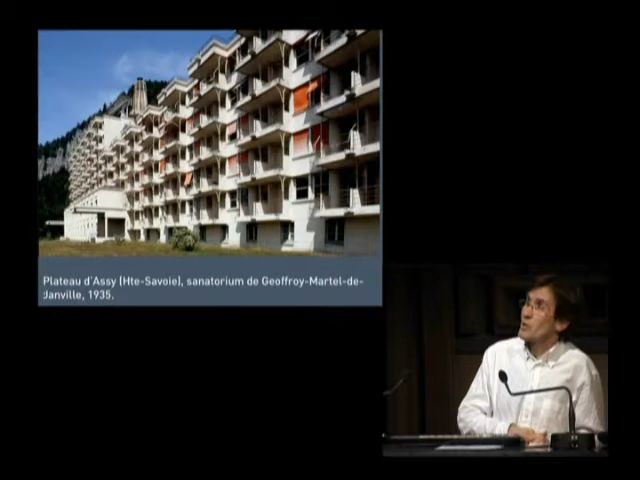 Plateau d'Assy (Hte-Savoie), sanatorium de Geoffroy-Martel-de-
Janville, 1935.